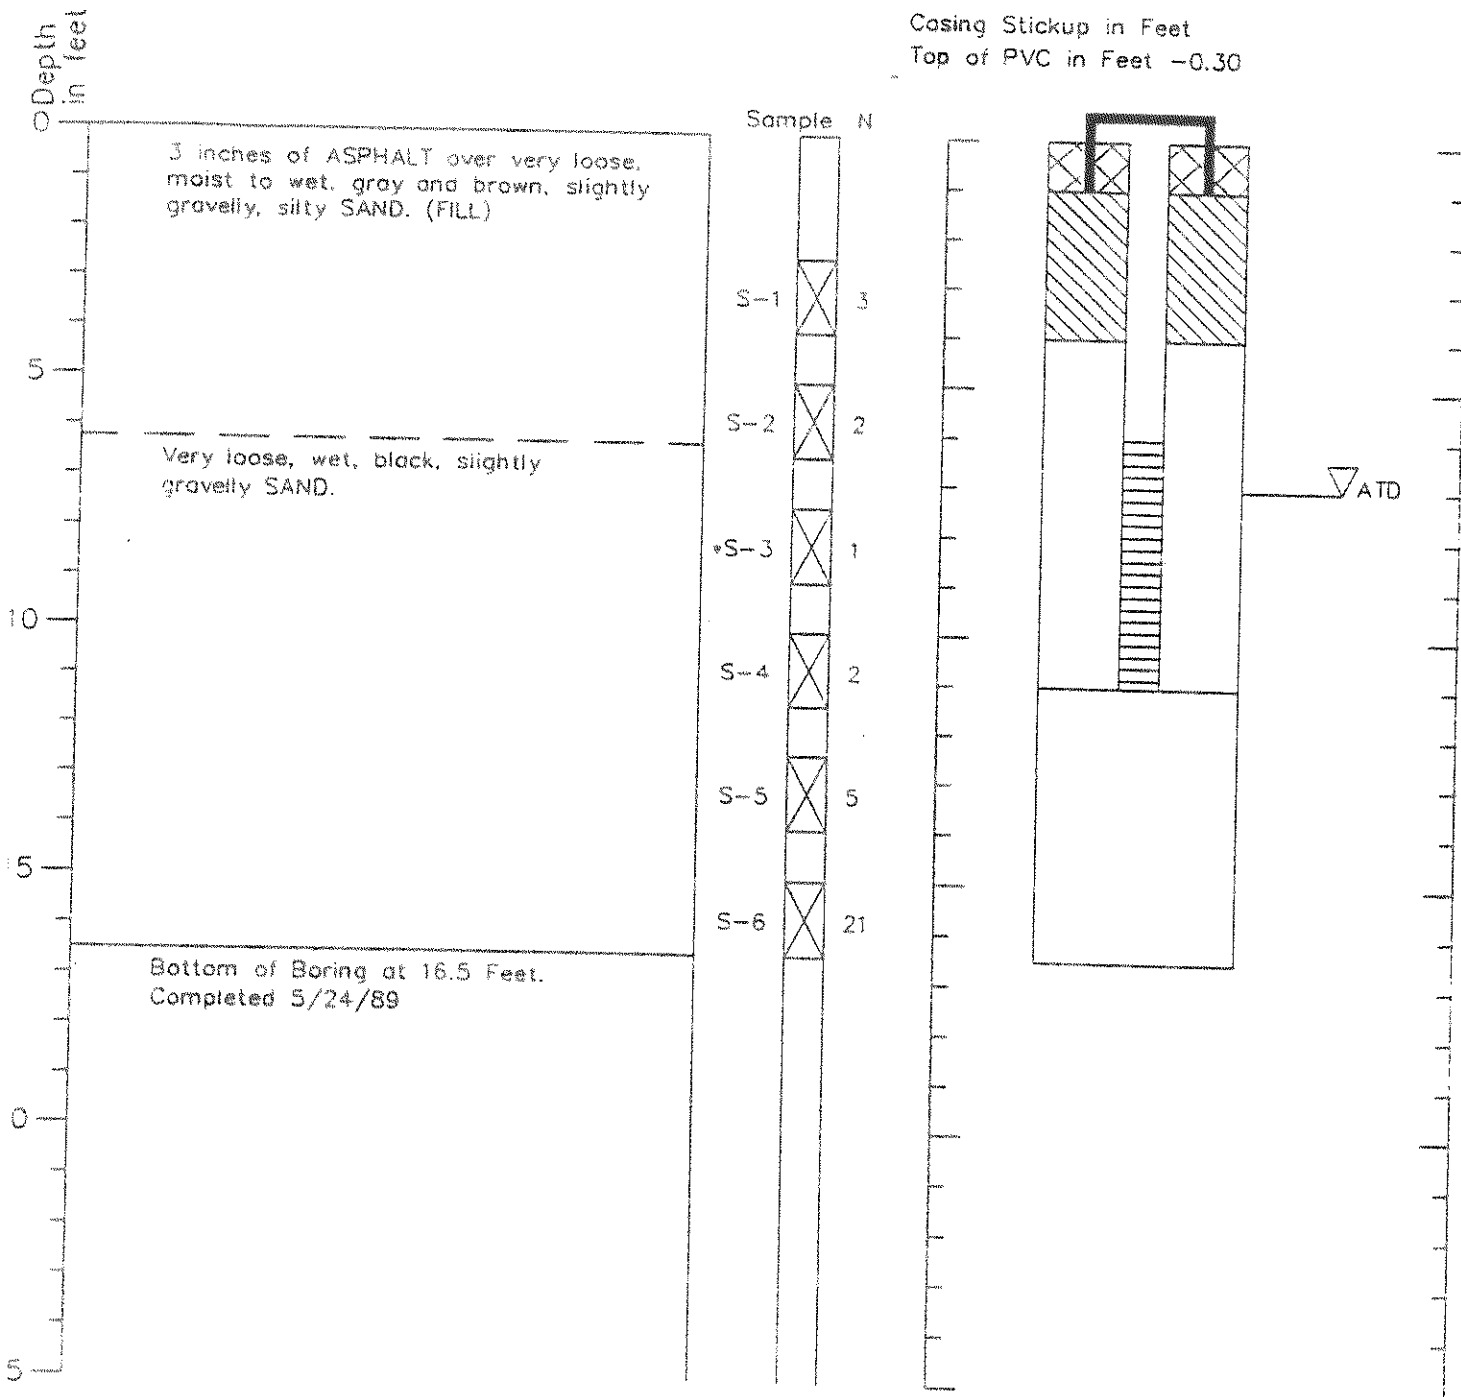 Casing Stickup in Feet
Top of PVC in Feet -0.30
Depth
in feet
Sample N
0
3 inches of ASPHALT over very loose,
moist to wet, gray and brown, slightly
gravelly, silty SAND. (FILL)
S-1 3
5
S-2 2
Very loose, wet, black, slightly
gravelly SAND.
ATD
*S-3 1
10
S-4 2
S-5 5
5
S-6 21
Bottom of Boring at 16.5 Feet.
Completed 5/24/89
0
5